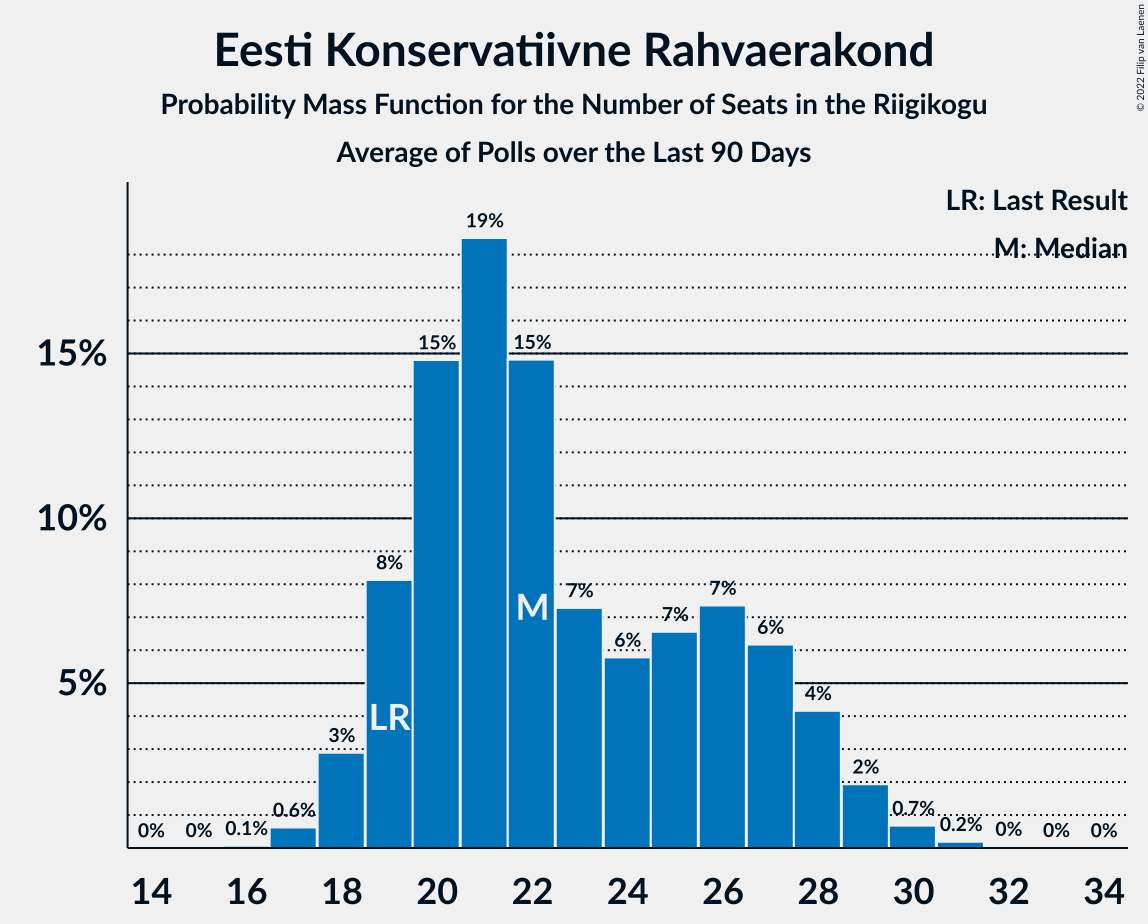 Eesti Konservatiivne Rahvaerakond
Probability Mass Function for the Number of Seats in the Riigikogu
Average of Polls over the Last 90 Days
© 2022 Filip van Laenen
LR: Last Result
M: Median
15%
10%
5%
0% 0% 0.1% 0.6% 3% 8% 15% 19% 15% 7% 6% 7% 7% 6% 4% 2% 0.7% 0.2% 0% 0% 0%
LR
M
14 16 18 20 22 24 26 28 30 32 34